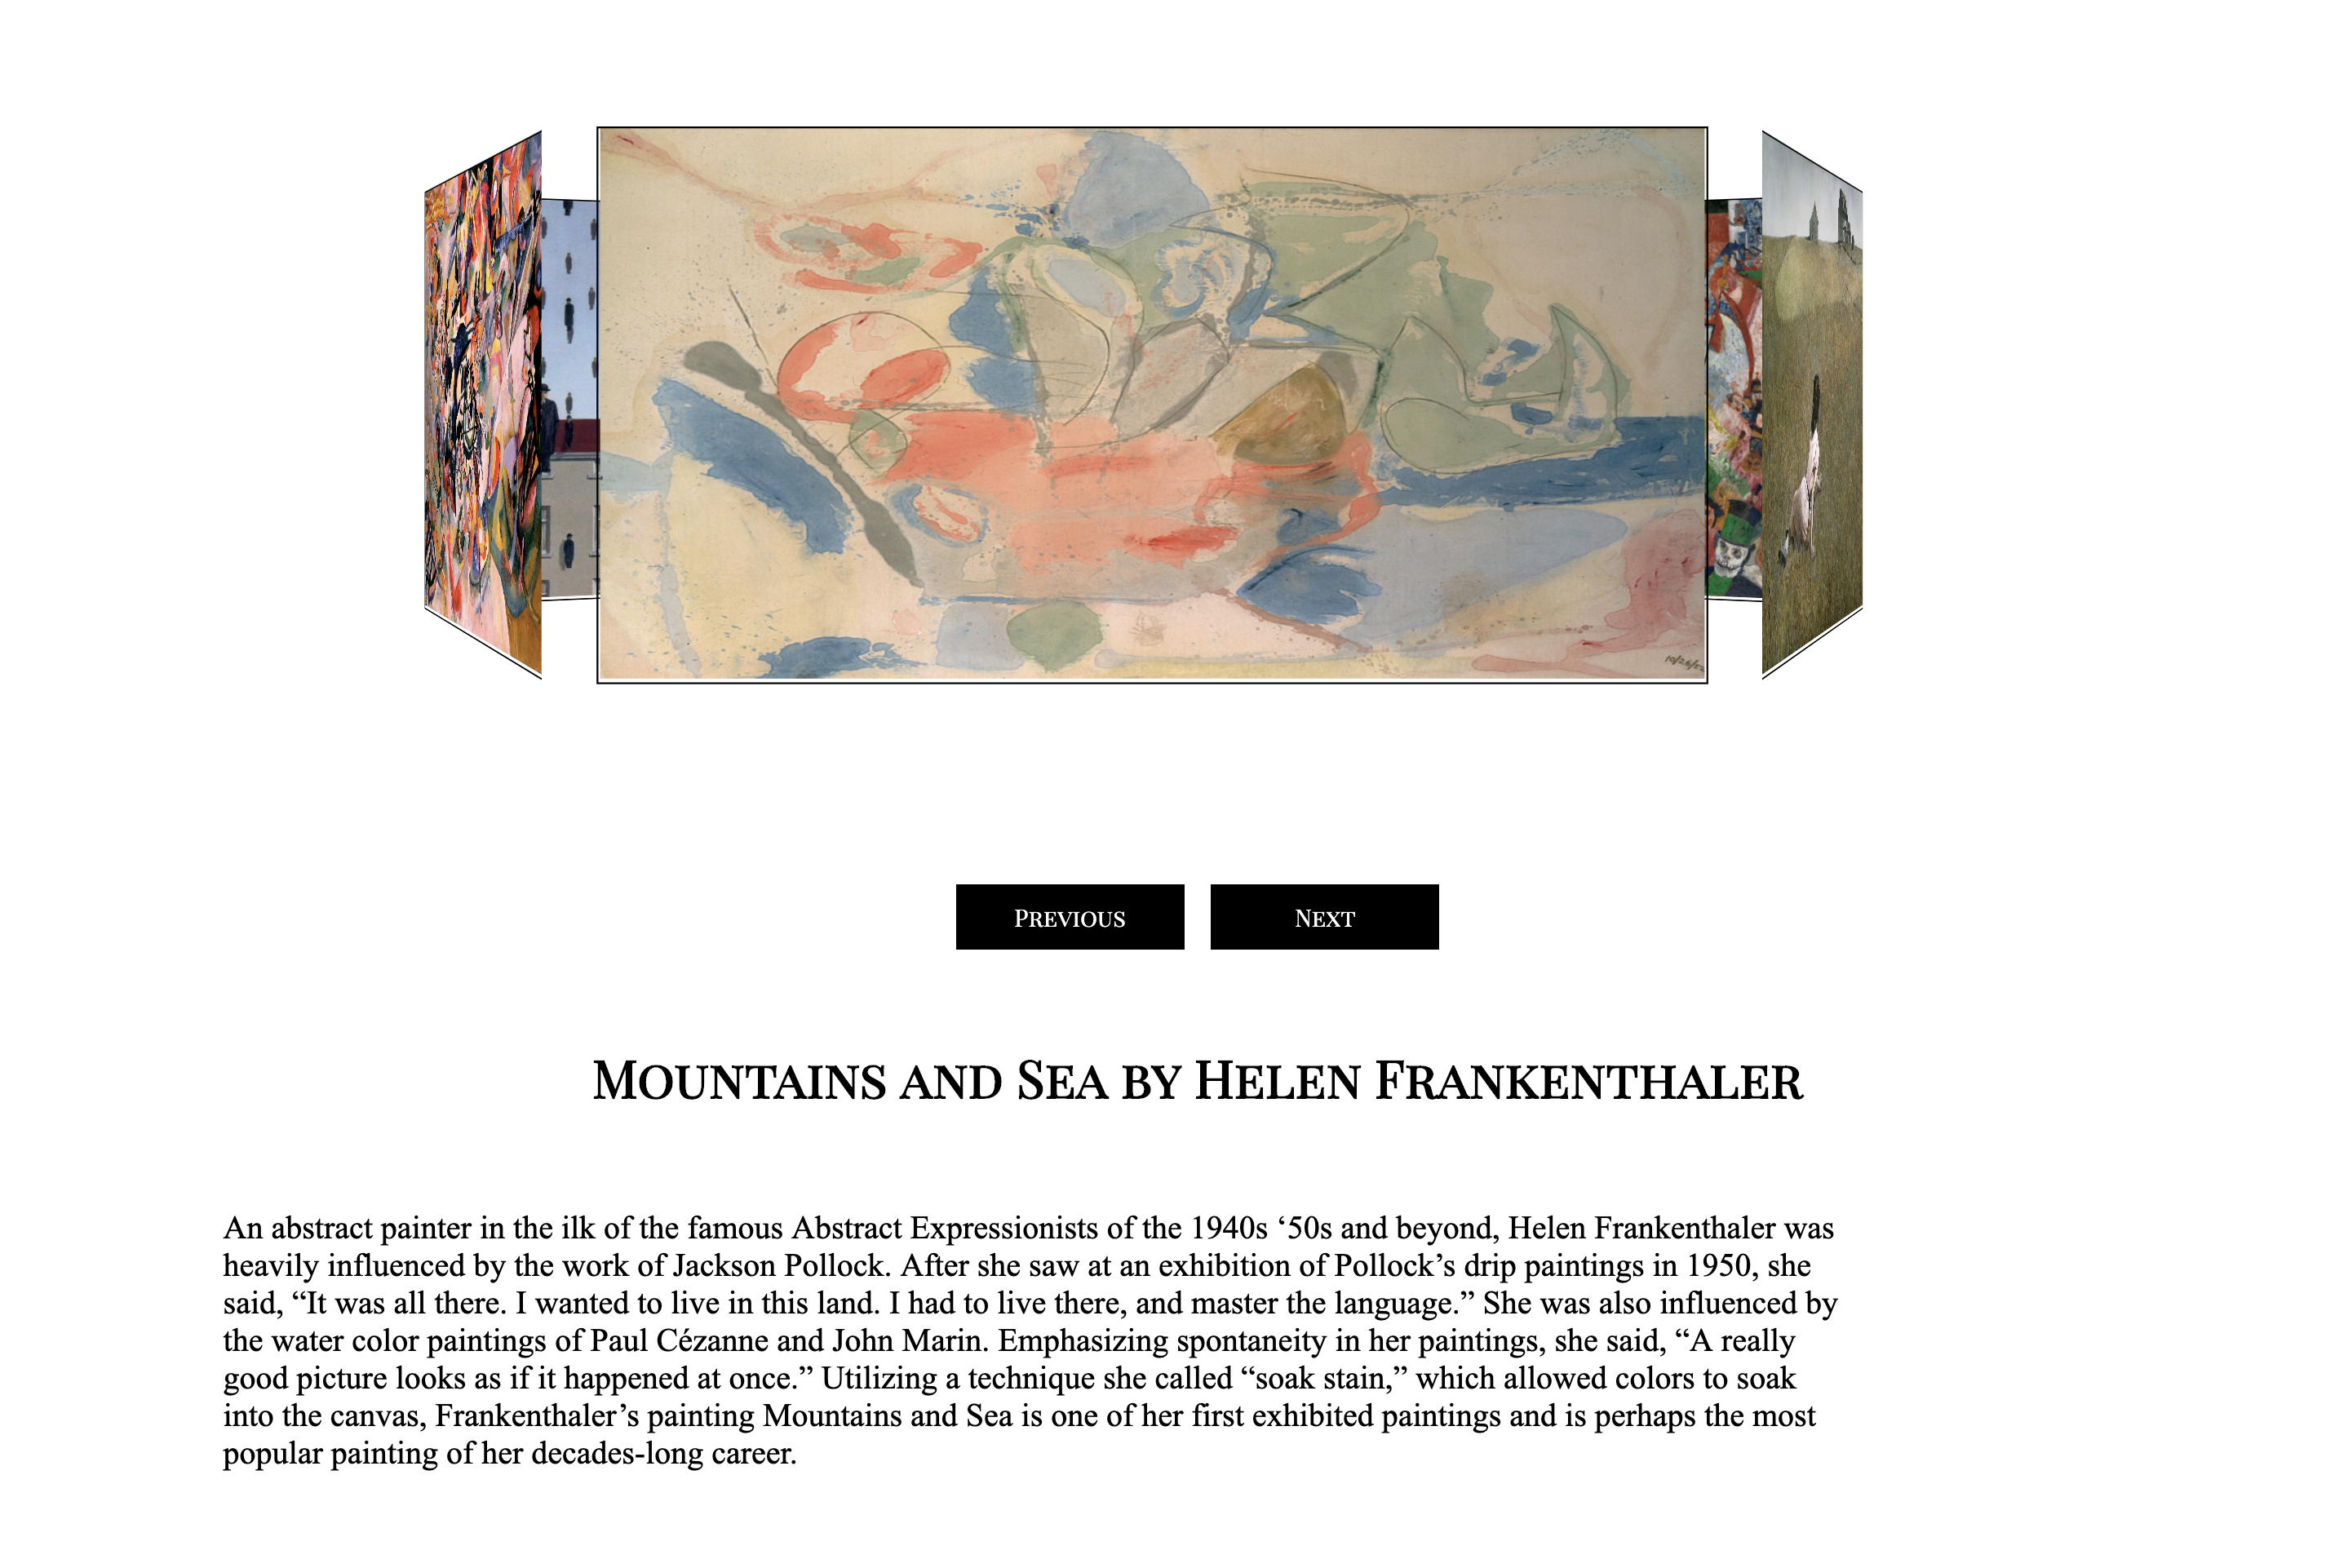 10/26/52
Previous
Next
Mountains and Sea by Helen Frankenthaler
An abstract painter in the ilk of the famous Abstract Expressionists of the 1940s ‘50s and beyond, Helen Frankenthaler was
heavily influenced by the work of Jackson Pollock. After she saw at an exhibition of Pollock’s drip paintings in 1950, she
said, “It was all there. I wanted to live in this land. I had to live there, and master the language.” She was also influenced by
the water color paintings of Paul Cézanne and John Marin. Emphasizing spontaneity in her paintings, she said, “A really
good picture looks as if it happened at once.” Utilizing a technique she called “soak stain,” which allowed colors to soak
into the canvas, Frankenthaler’s painting Mountains and Sea is one of her first exhibited paintings and is perhaps the most
popular painting of her decades-long career.